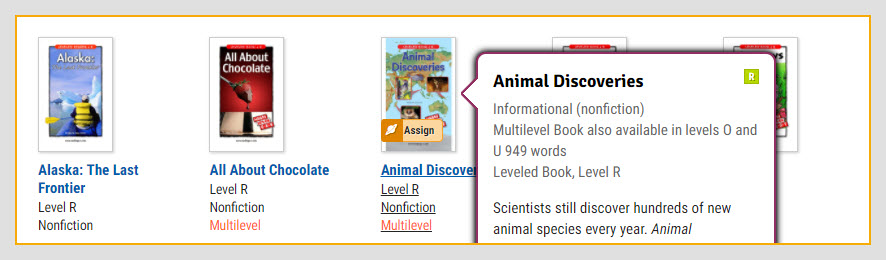 Alaska:
All About
Chocolate
Animal
Discoveries
Assign
Alaska: The Last
Frontier
Level R
Nonfiction
All About Chocolate
Level R
Nonfiction
Multilevel
Animal Discover
Level R
Nonfiction
Multilevel
Animal Discoveries
R
Informational (nonfiction)
Multilevel Book also available in levels O and
U 949 words
Leveled Book, Level R
Scientists still discover hundreds of new
animal species every year. Animal